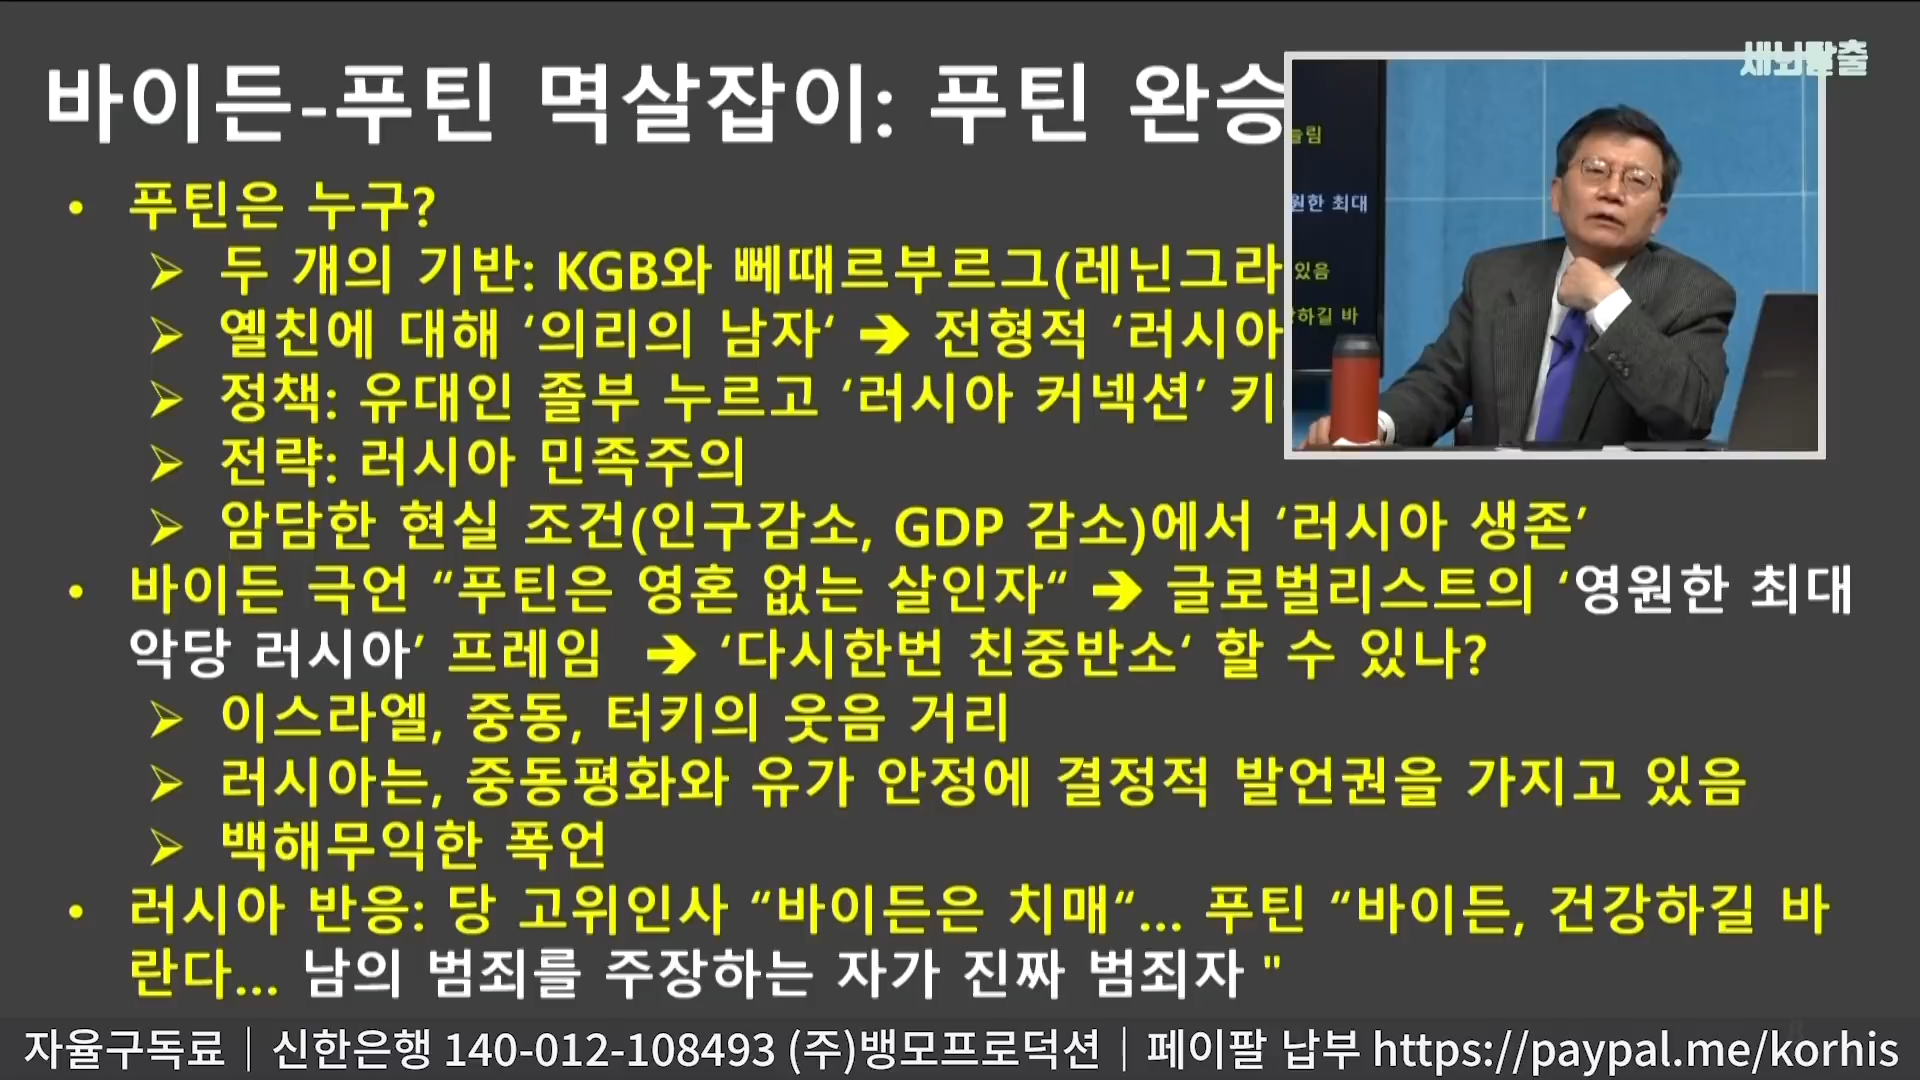 바이든-푸틴 멱살잡이: 푸틴 완승
세뇌탈출
• 푸틴은 누구?
➢ 두 개의 기반: KGB와 뻬때르부르그(레닌그라
➢ 옐친에 대해 ‘의리의 남자‘ ➔ 전형적 ‘러시아
➢ 정책: 유대인 졸부 누르고 ‘러시아 커넥션’ 키
➢ 전략: 러시아 민족주의
➢ 암담한 현실 조건(인구감소, GDP 감소)에서 ‘러시아 생존’
• 바이든 극언 “푸틴은 영혼 없는 살인자“ ➔ 글로벌리스트의 ‘영원한 최대
악당 러시아’ 프레임 ➔ ‘다시한번 친중반소‘ 할 수 있나?
➢ 이스라엘, 중동, 터키의 웃음 거리
➢ 러시아는, 중동평화와 유가 안정에 결정적 발언권을 가지고 있음
➢ 백해무익한 폭언
• 러시아 반응: 당 고위인사 “바이든은 치매“... 푸틴 “바이든, 건강하길 바
란다... 남의 범죄를 주장하는 자가 진짜 범죄자 "
원한 최대
있음
하길 바
자율구독료｜신한은행 140-012-108493 (주)뱅모프로덕션｜페이팔 납부 https://paypal.me/korhis